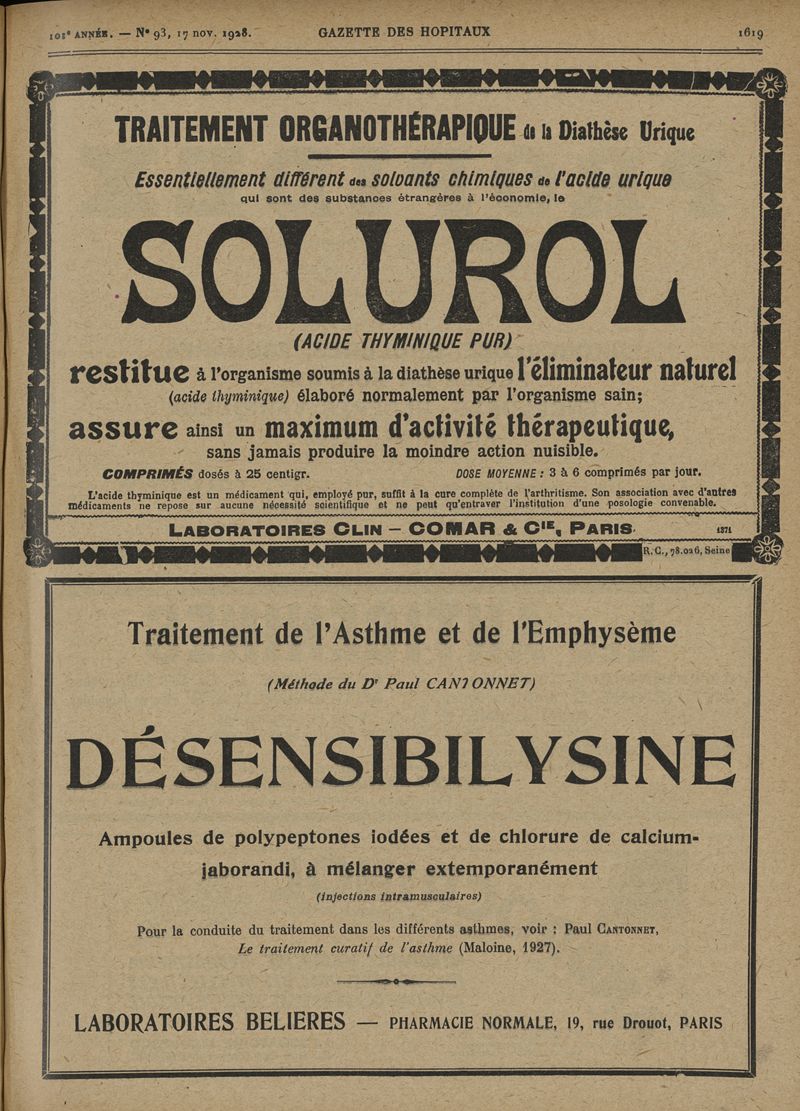 101e ANNÉE. — N° 93, 17 nov. 1928. GAZETTE DES HOPITAUX 1619
TRAITEMENT ORGANOTHÉRAPIQUE de la Diathèse Urique
Essentiellement différent des solvants chimiques de l'acide urique
qui sont des substances étrangères à l'économie, le
SOLUROL
(ACIDE THYMINIQUE PUR)
restitue à l'organisme soumis à la diathèse urique l'éliminateur naturel
(acide thyminique) élaboré normalement par l'organisme sain;
assure ainsi un maximum d'activité thérapeutique,
sans jamais produire la moindre action nuisible.
COMPRIMÉS dosés à 25 centigr. DOSE MOYENNE : 3 à 6 comprimés par jour.
L'acide thyminique est un médicament qui, employé pur, suffit à la cure complète de l'arthritisme. Son association avec d'autres
médicaments ne repose sur aucune nécessité scientifique et ne peut qu'entraver l'institution d'une posologie convenable.
LABORATOIRES CLIN — COMAR & CIE, PARIS 1371
R. C., 78.026, Seine
Traitement de l'Asthme et de l'Emphysème
(Méthode du Dr Paul CANTONNET)
DÉSENSIBILYSINE
Ampoules de polypeptones iodées et de chlorure de calcium-
jaborandi, à mélanger extemporanément
(injections intramusculaires)
Pour la conduite du traitement dans les différents asthmes, voir : Paul CANTONNET,
Le traitement curatif de l'asthme (Maloine, 1927).
LABORATOIRES BELIERES — PHARMACIE NORMALE, 19, rue Drouot, PARIS